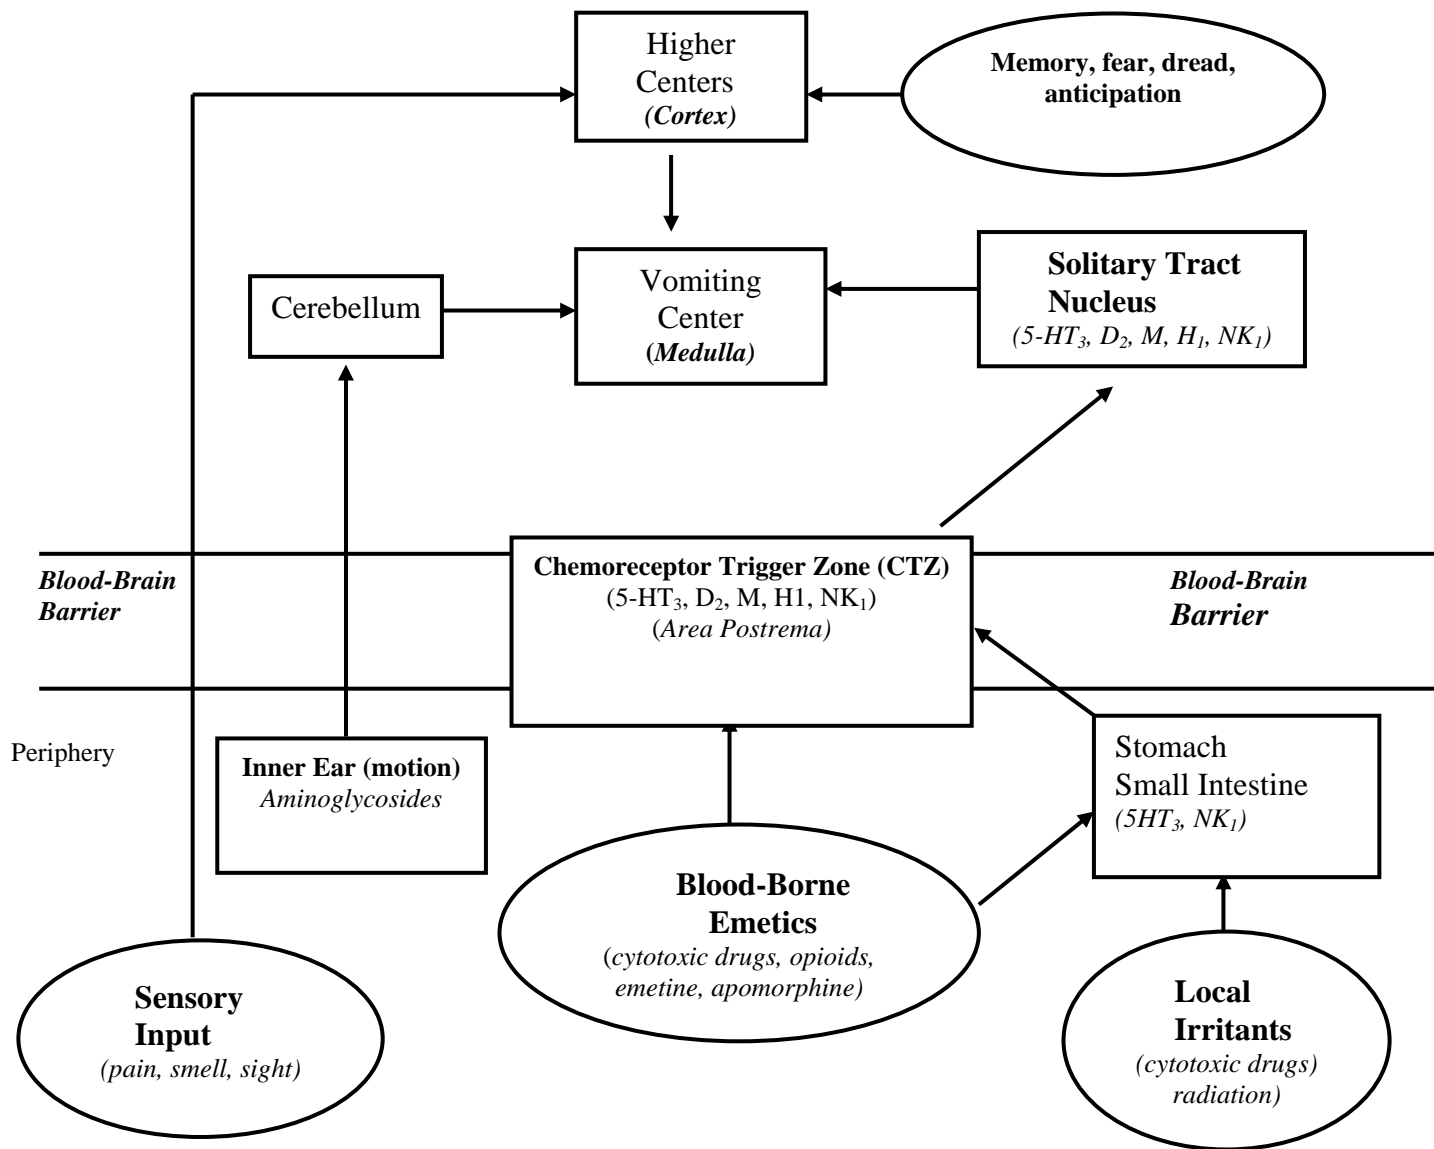 Higher
Centers
(Cortex)
Memory, fear, dread,
anticipation
Cerebellum
Vomiting
Center
(Medulla)
Solitary Tract
Nucleus
(5-HT₃, D₂, M, H₁, NK₁)
Blood-Brain
Barrier
Chemoreceptor Trigger Zone (CTZ)
(5-HT₃, D₂, M, H1, NK₁)
(Area Postrema)
Blood-Brain
Barrier
Periphery
Inner Ear (motion)
Aminoglycosides
Stomach
Small Intestine
(5HT₃, NK₁)
Blood-Borne
Emetics
(cytotoxic drugs, opioids,
emetine, apomorphine)
Sensory
Input
(pain, smell, sight)
Local
Irritants
(cytotoxic drugs)
radiation)